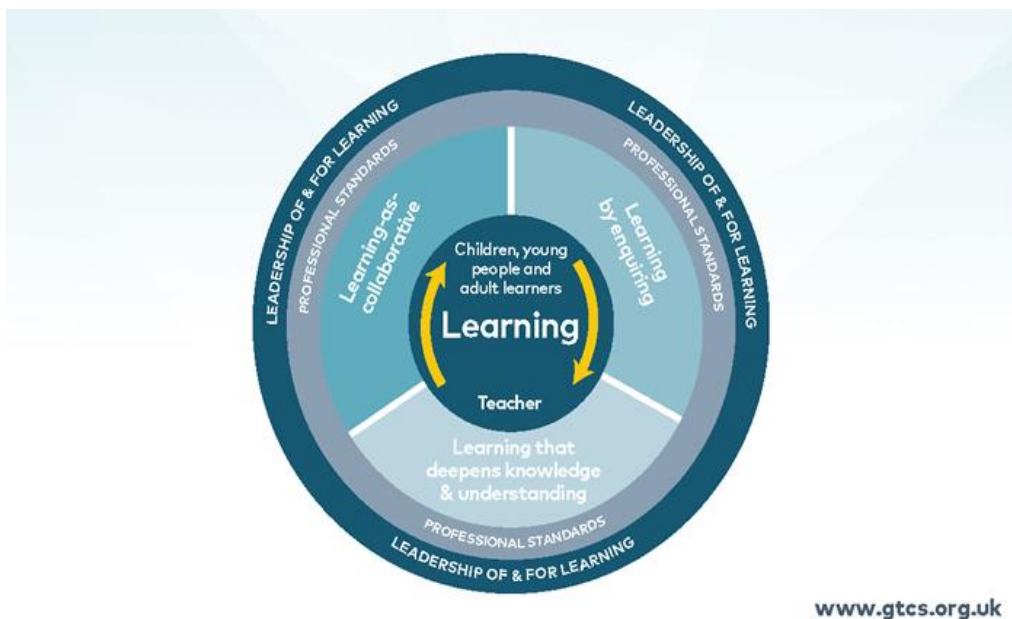 LEADERSHIP OF & FOR LEARNING
LEADERSHIP OF & FOR LEARNING
PROFESSIONAL STANDARDS
PROFESSIONAL STANDARDS
Learning-as-
collaborative
Learning
by enquiring
Children, young
people and
adult learners
Learning
Teacher
Learning that
deepens knowledge
& understanding
PROFESSIONAL STANDARDS
LEADERSHIP OF & FOR LEARNING
www.gtcs.org.uk